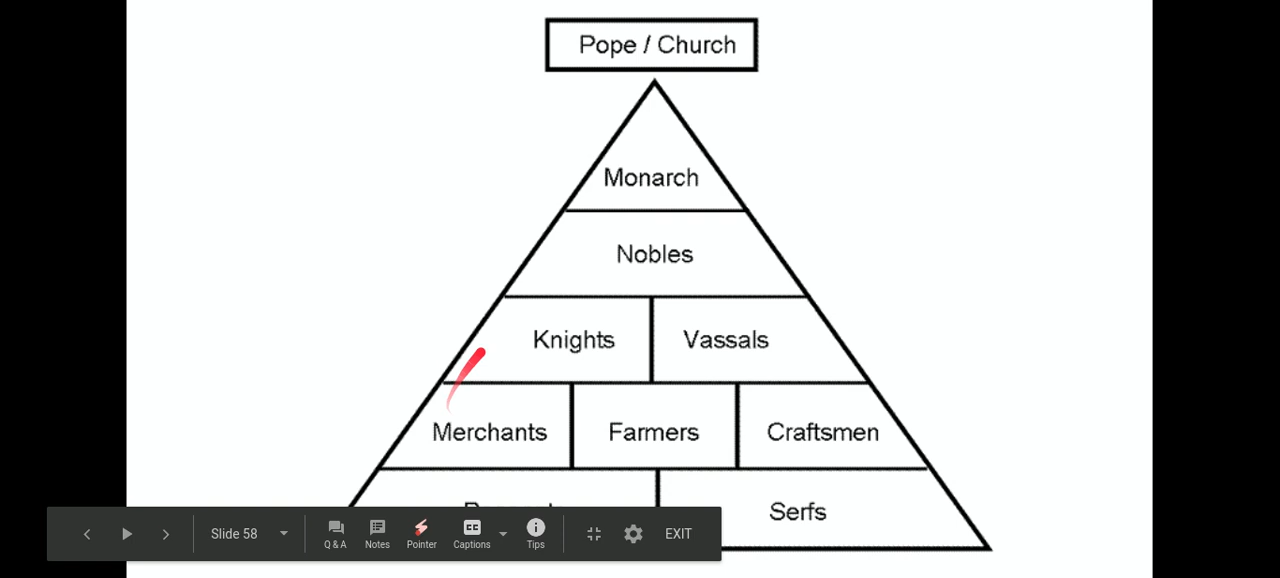 Pope / Church
Monarch
Nobles
Knights Vassals
Merchants Farmers Craftsmen
Serfs
Slide 58
Q & A Notes Pointer Captions Tips EXIT